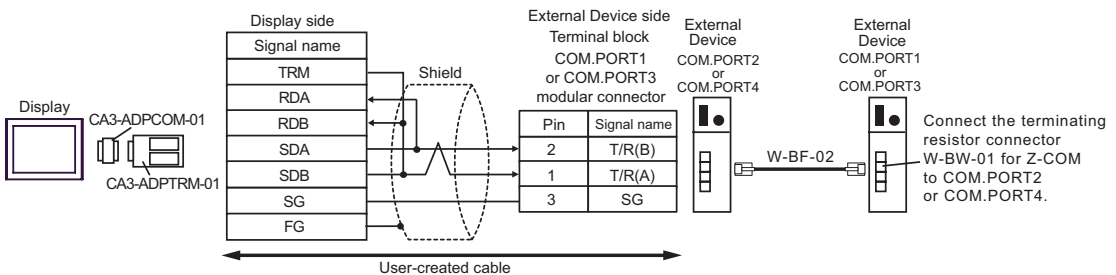 Display
CA3-ADPCOM-01
CA3-ADPTRM-01
Display side
Signal name
TRM
RDA
RDB
SDA
SDB
SG
FG
Shield
User-created cable
External Device side
Terminal block
COM.PORT1
or COM.PORT3
modular connector
Pin Signal name
2 T/R(B)
1 T/R(A)
3 SG
External
Device
COM.PORT2
or
COM.PORT4
W-BF-02
External
Device
COM.PORT1
or
COM.PORT3
Connect the terminating
resistor connector
W-BW-01 for Z-COM
to COM.PORT2
or COM.PORT4.